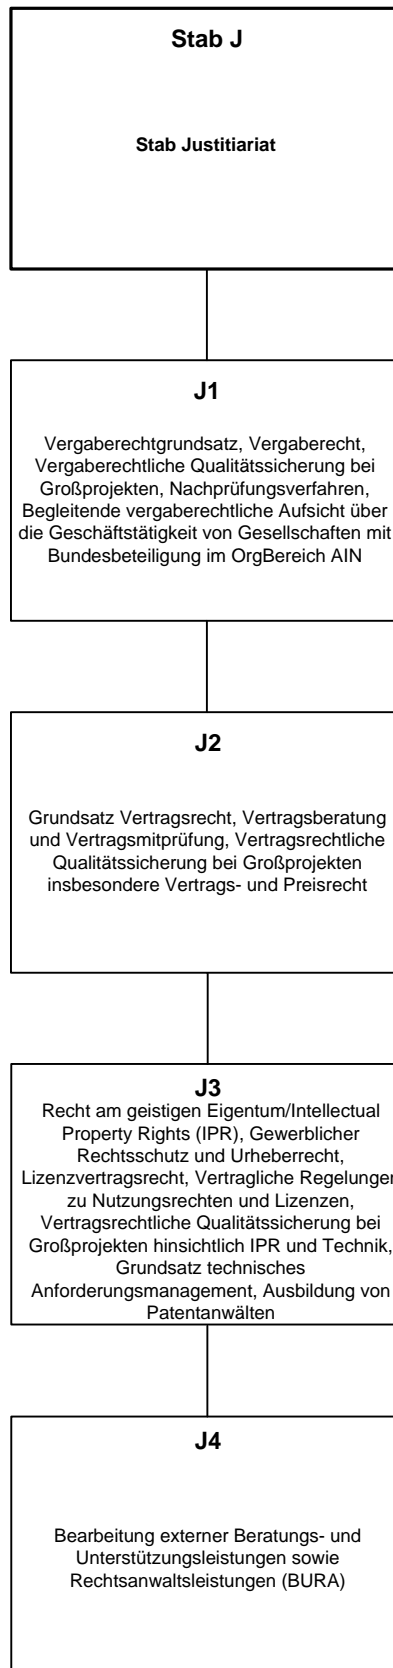 Stab J
Stab Justitiariat
J1
Vergaberechtgrundsatz, Vergaberecht,
Vergaberechtliche Qualitätssicherung bei
Großprojekten, Nachprüfungsverfahren,
Begleitende vergaberechtliche Aufsicht über
die Geschäftstätigkeit von Gesellschaften mit
Bundesbeteiligung im OrgBereich AIN
J2
Grundsatz Vertragsrecht, Vertragsberatung
und Vertragsmitprüfung, Vertragsrechtliche
Qualitätssicherung bei Großprojekten
insbesondere Vertrags- und Preisrecht
J3
Recht am geistigen Eigentum/Intellectual
Property Rights (IPR), Gewerblicher
Rechtsschutz und Urheberrecht,
Lizenzvertragsrecht, Vertragliche Regelungen
zu Nutzungsrechten und Lizenzen,
Vertragsrechtliche Qualitätssicherung bei
Großprojekten hinsichtlich IPR und Technik,
Grundsatz technisches
Anforderungsmanagement, Ausbildung von
Patentanwälten
J4
Bearbeitung externer Beratungs- und
Unterstützungsleistungen sowie
Rechtsanwaltsleistungen (BURA)